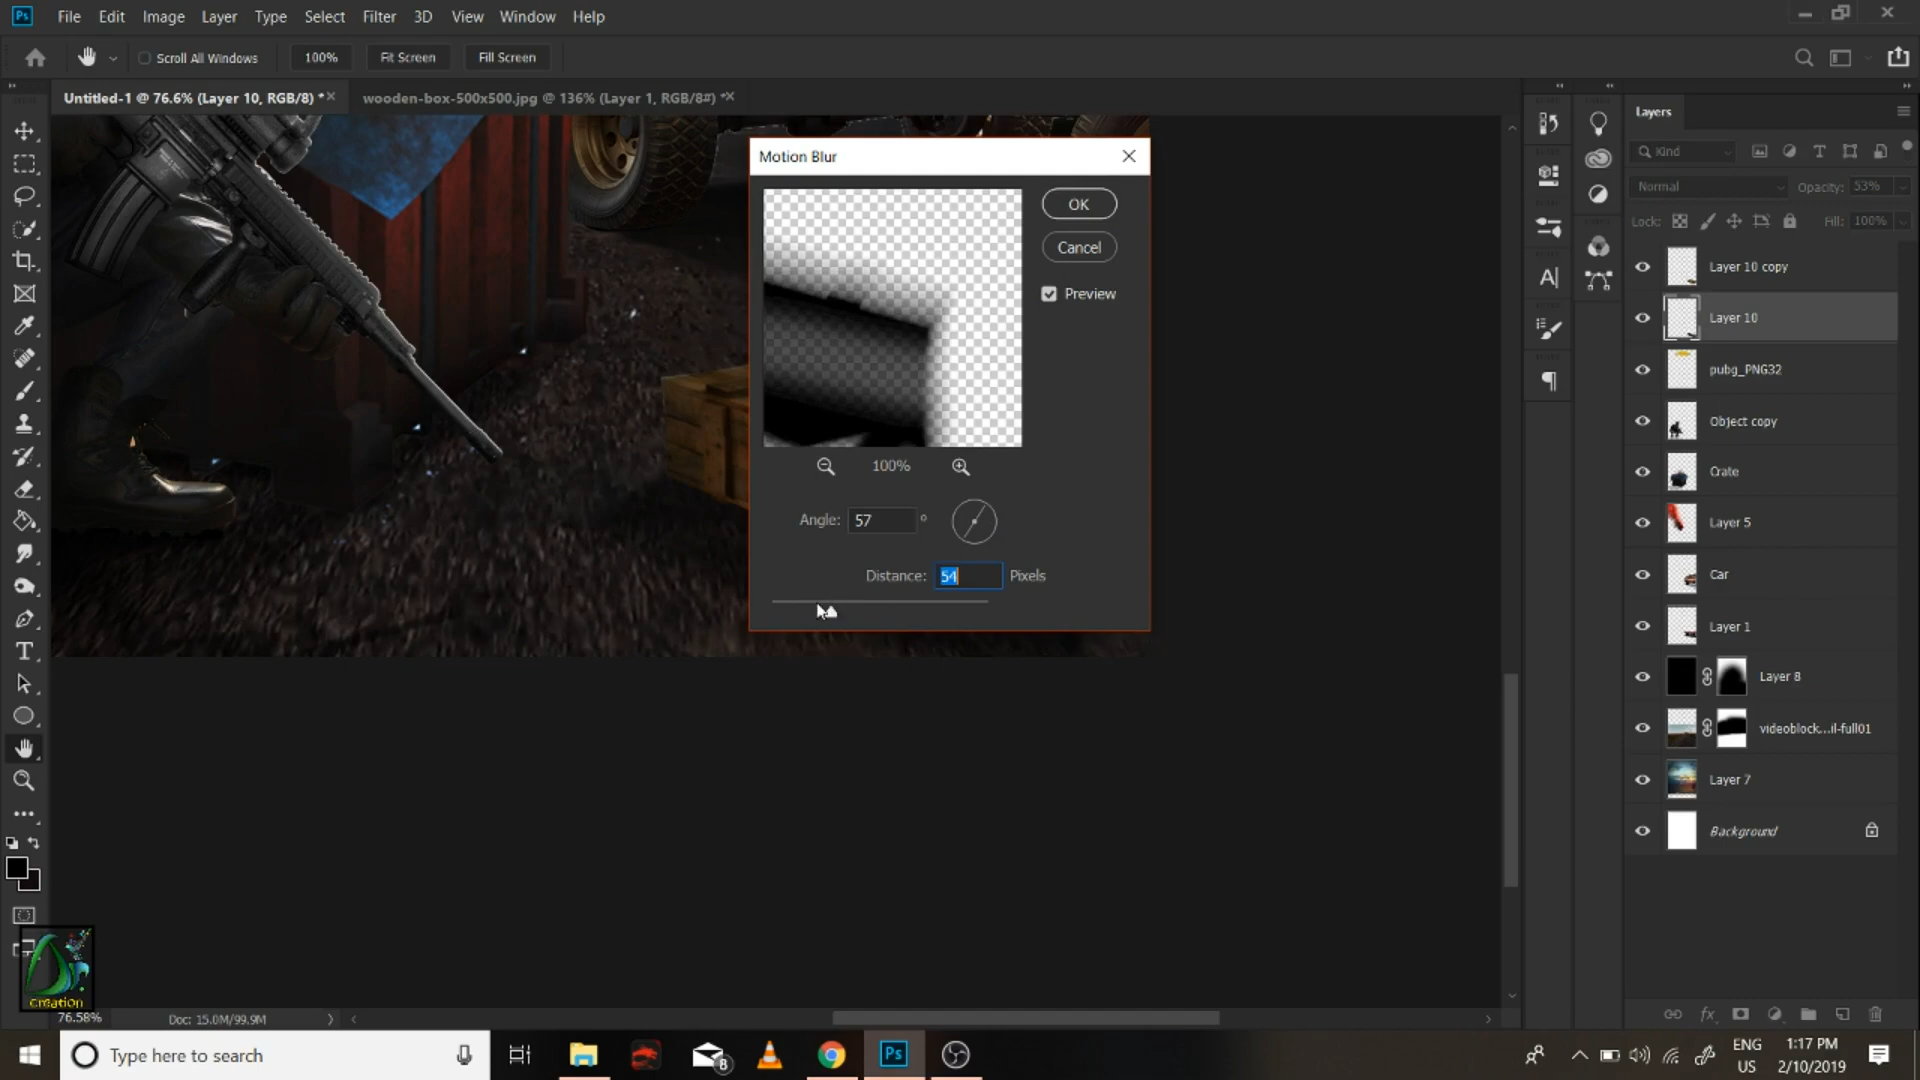 Ps File Edit Image Layer Type Select Filter 3D View Window Help
Scroll All Windows 100% Fit Screen Fill Screen
Untitled-1 @ 76.6% (Layer 10, RGB/8) * wooden-box-500x500.jpg @ 136% (Layer 1, RGB/8#) *
Layers
Kind
Normal Opacity: 53%
Lock: Fill: 100%
Layer 10 copy
Layer 10
pubg_PNG32
Object copy
Crate
Layer 5
Car
Layer 1
Layer 8
videoblock...il-full01
Layer 7
Background
Motion Blur
OK
Cancel
Preview
100%
Angle: 57 °
Distance: 54 Pixels
creation
76.58% Doc: 15.0M/99.9M
Type here to search
8
Ps
ENG
US
1:17 PM
2/10/2019